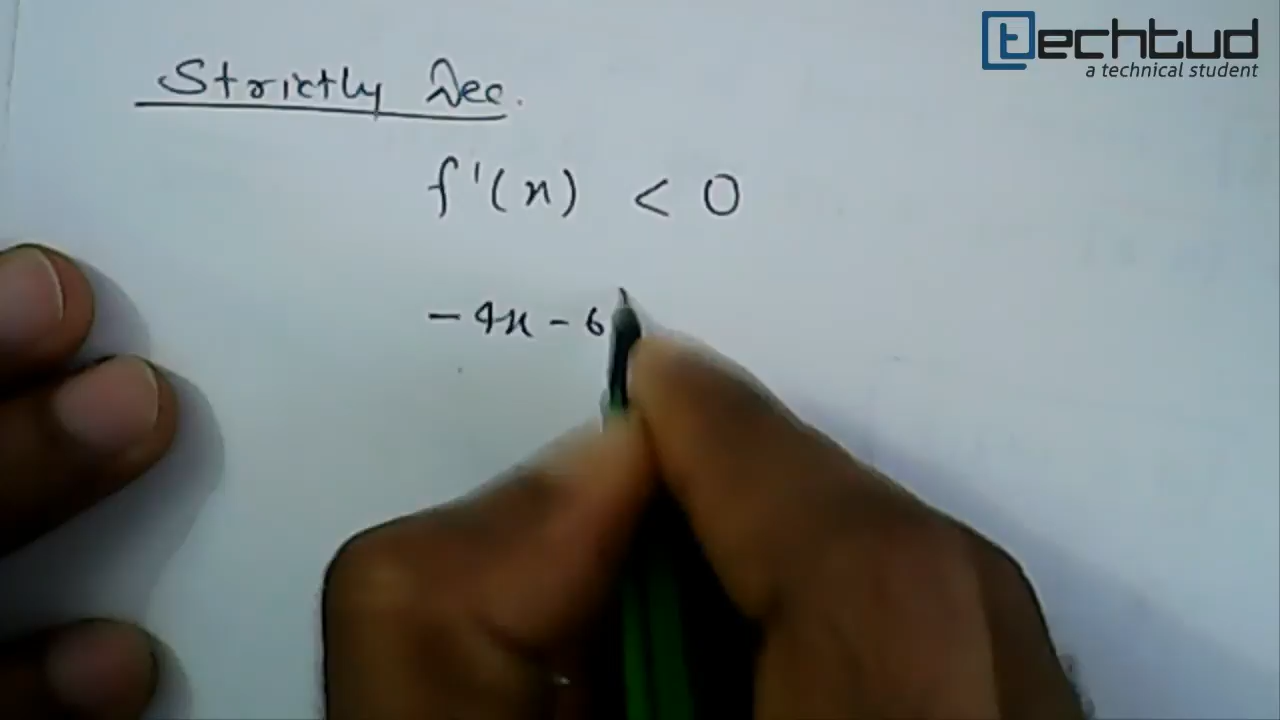 techtud
a technical student
Strictly Dec.
f'(x) < 0
- 4x - 6